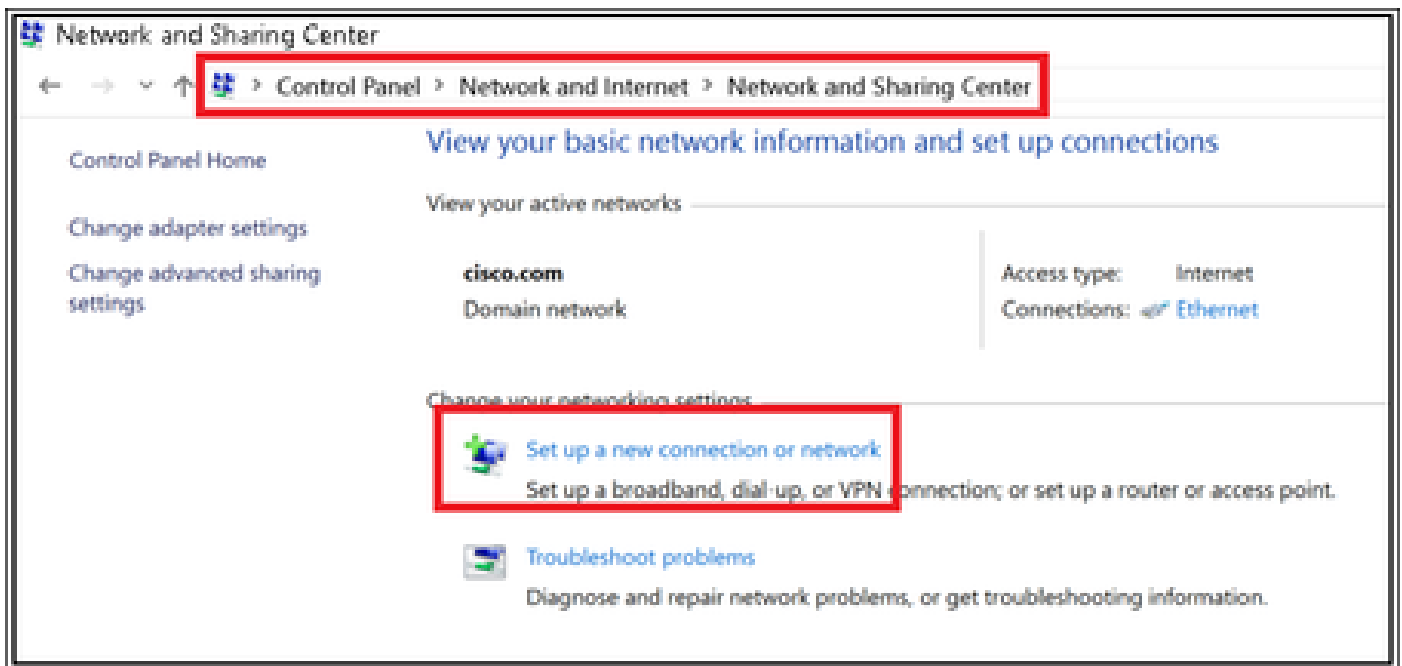 Network and Sharing Center
Control Panel > Network and Internet > Network and Sharing Center
Control Panel Home
Change adapter settings
Change advanced sharing
settings
View your basic network information and set up connections
View your active networks
cisco.com
Domain network
Access type: Internet
Connections: Ethernet
Change your networking settings
Set up a new connection or network
Set up a broadband, dial-up, or VPN connection; or set up a router or access point.
Troubleshoot problems
Diagnose and repair network problems, or get troubleshooting information.